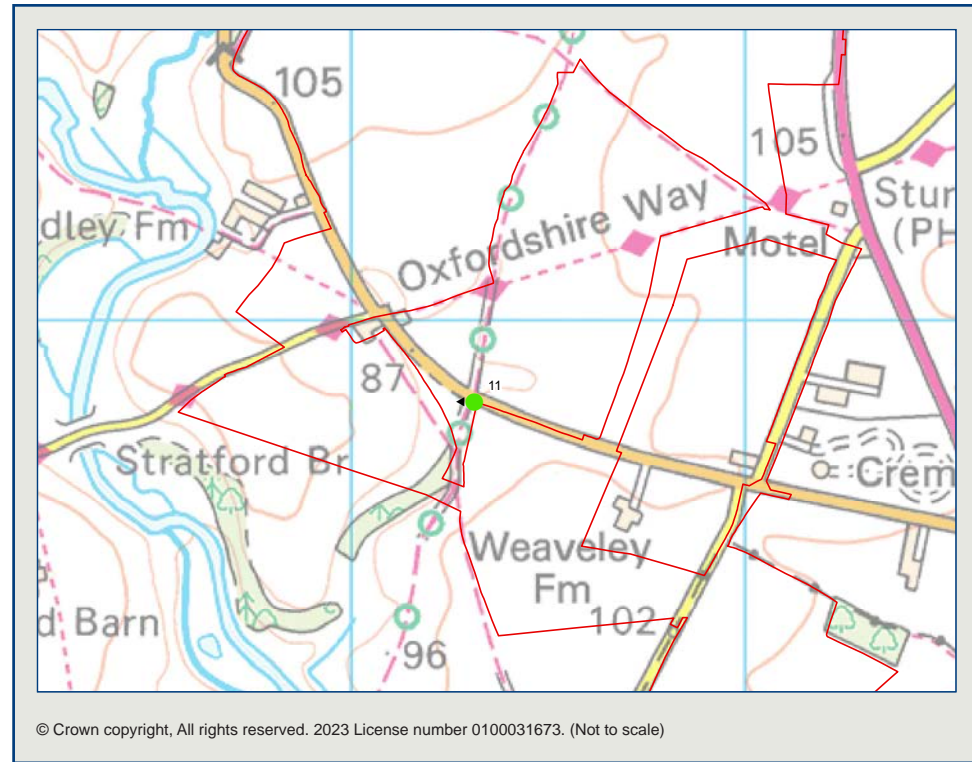 105
105
dley Fm
Oxfordshire Way
Stur
(PH
Motel
87
11
Stratford Br
Crem
Weaveley
Fm
d Barn
102
96
© Crown copyright, All rights reserved. 2023 License number 0100031673. (Not to scale)